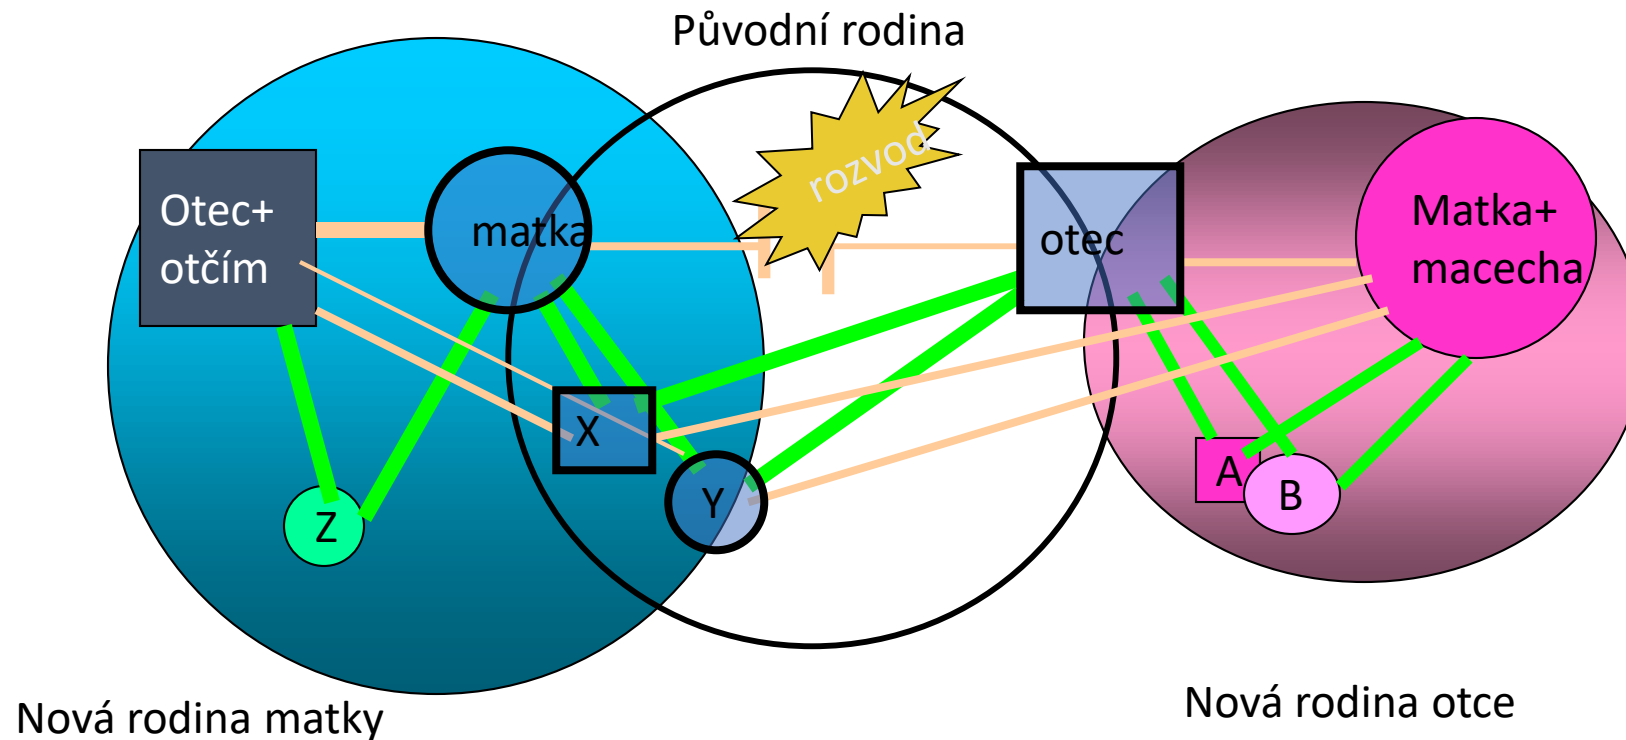 Původní rodina
rozvod
Otec+
otčím
matka
otec
Matka+
macecha
X
Y
Z
A
B
Nová rodina matky
Nová rodina otce